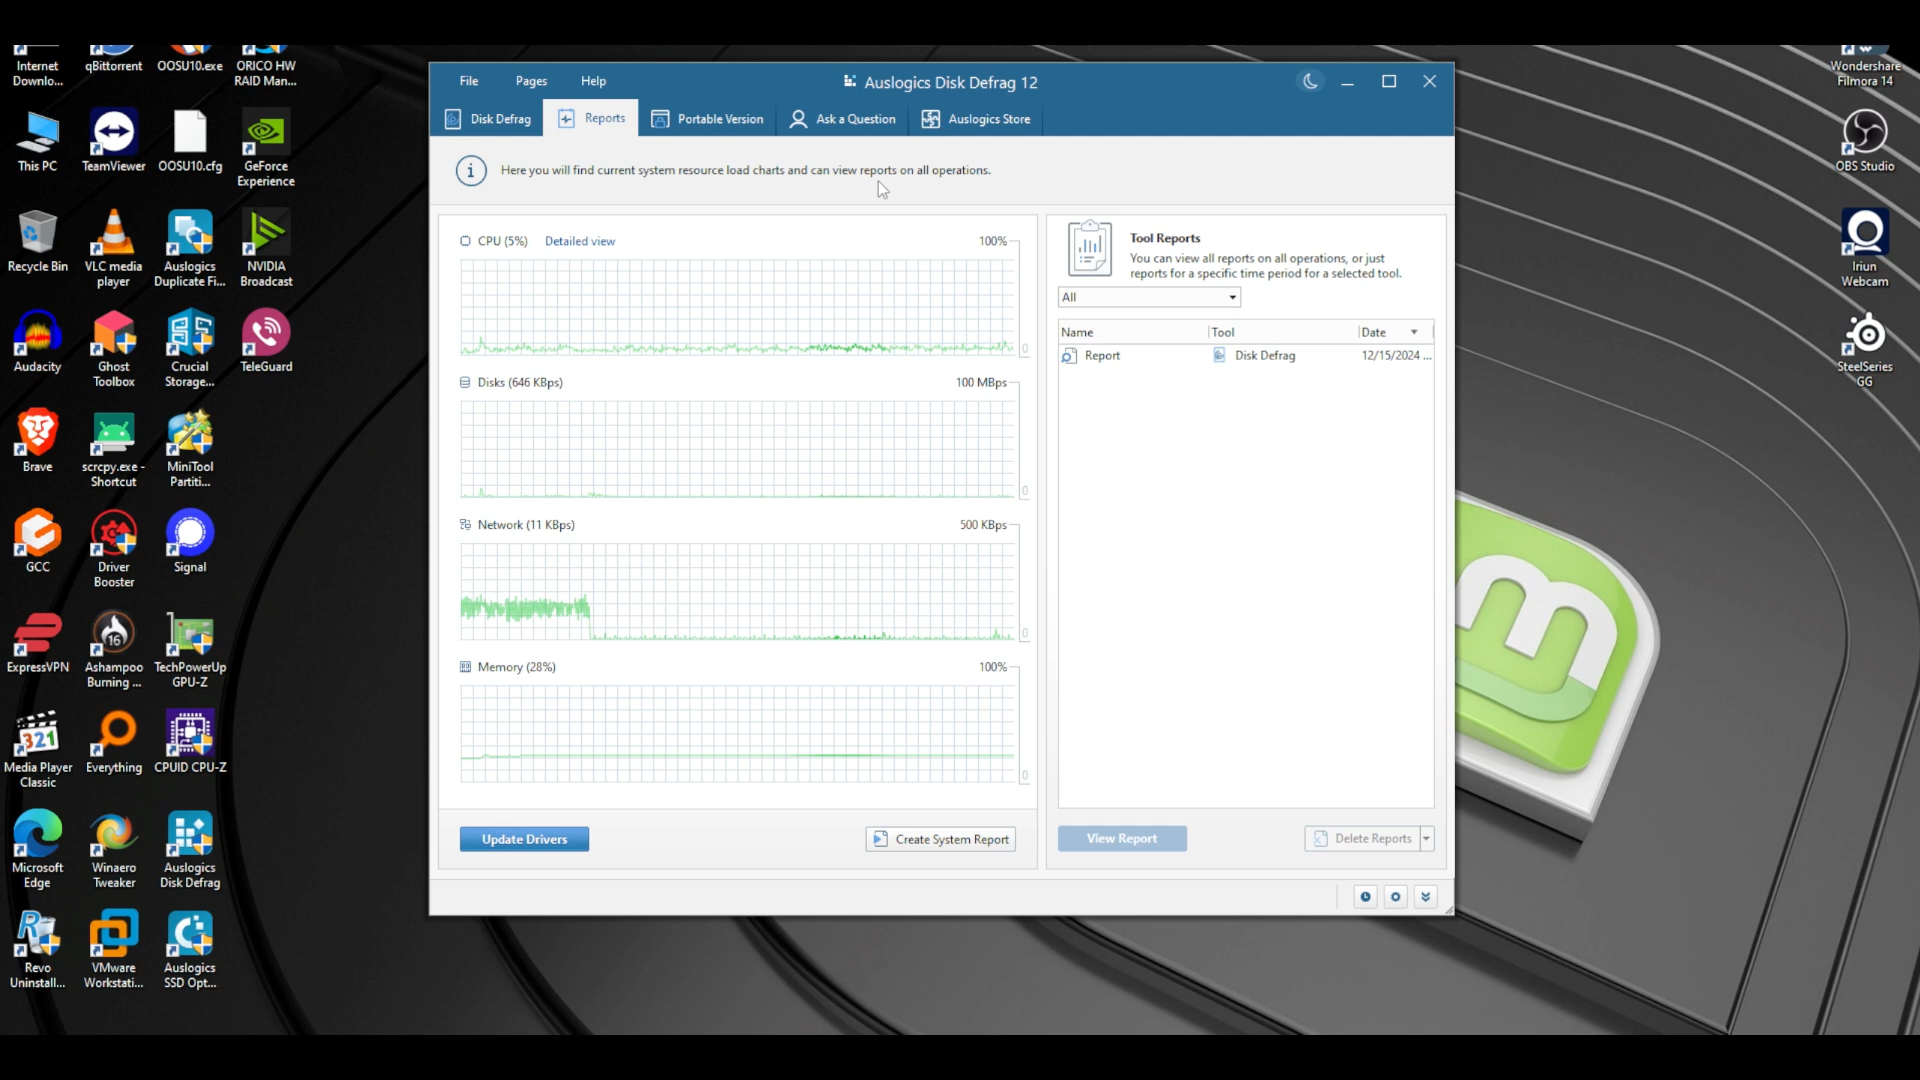 Internet
Downlo...
qBittorrent
OOSU10.exe
ORICO HW
RAID Man...
This PC
TeamViewer
OOSU10.cfg
GeForce
Experience
Recycle Bin
VLC media
player
Auslogics
Duplicate Fi...
NVIDIA
Broadcast
Audacity
Ghost
Toolbox
Crucial
Storage...
TeleGuard
Brave
scrcpy.exe -
Shortcut
MiniTool
Partiti...
GCC
Driver
Booster
Signal
ExpressVPN
16
Ashampoo
Burning ...
TechPowerUp
GPU-Z
321
Media Player
Classic
Everything
CPUID CPU-Z
Microsoft
Edge
Winaero
Tweaker
Auslogics
Disk Defrag
Revo
Uninstall...
VMware
Workstati...
Auslogics
SSD Opt...
File Pages Help
Auslogics Disk Defrag 12
Disk Defrag Reports Portable Version Ask a Question Auslogics Store
Here you will find current system resource load charts and can view reports on all operations.
CPU (5%) Detailed view 100%
0
Disks (646 KBps) 100 MBps
0
Network (11 KBps) 500 KBps
0
Memory (28%) 100%
0
Update Drivers Create System Report
Tool Reports
You can view all reports on all operations, or just
reports for a specific time period for a selected tool.
All
Name Tool Date
Report Disk Defrag 12/15/2024 ...
View Report Delete Reports
Wondershare
Filmora 14
OBS Studio
Iriun
Webcam
SteelSeries
GG